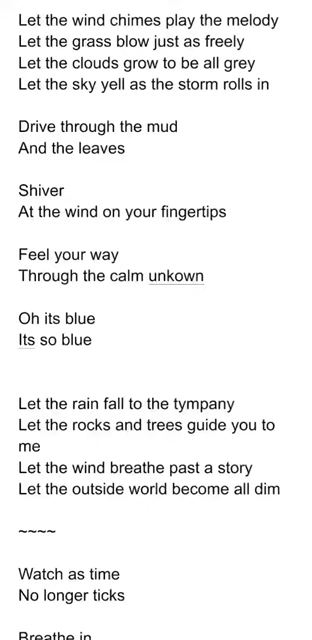 Let the wind chimes play the melody
Let the grass blow just as freely
Let the clouds grow to be all grey
Let the sky yell as the storm rolls in
Drive through the mud
And the leaves
Shiver
At the wind on your fingertips
Feel your way
Through the calm unkown
Oh its blue
Its so blue
Let the rain fall to the tympany
Let the rocks and trees guide you to
me
Let the wind breathe past a story
Let the outside world become all dim
~~~~
Watch as time
No longer ticks
Breathe in